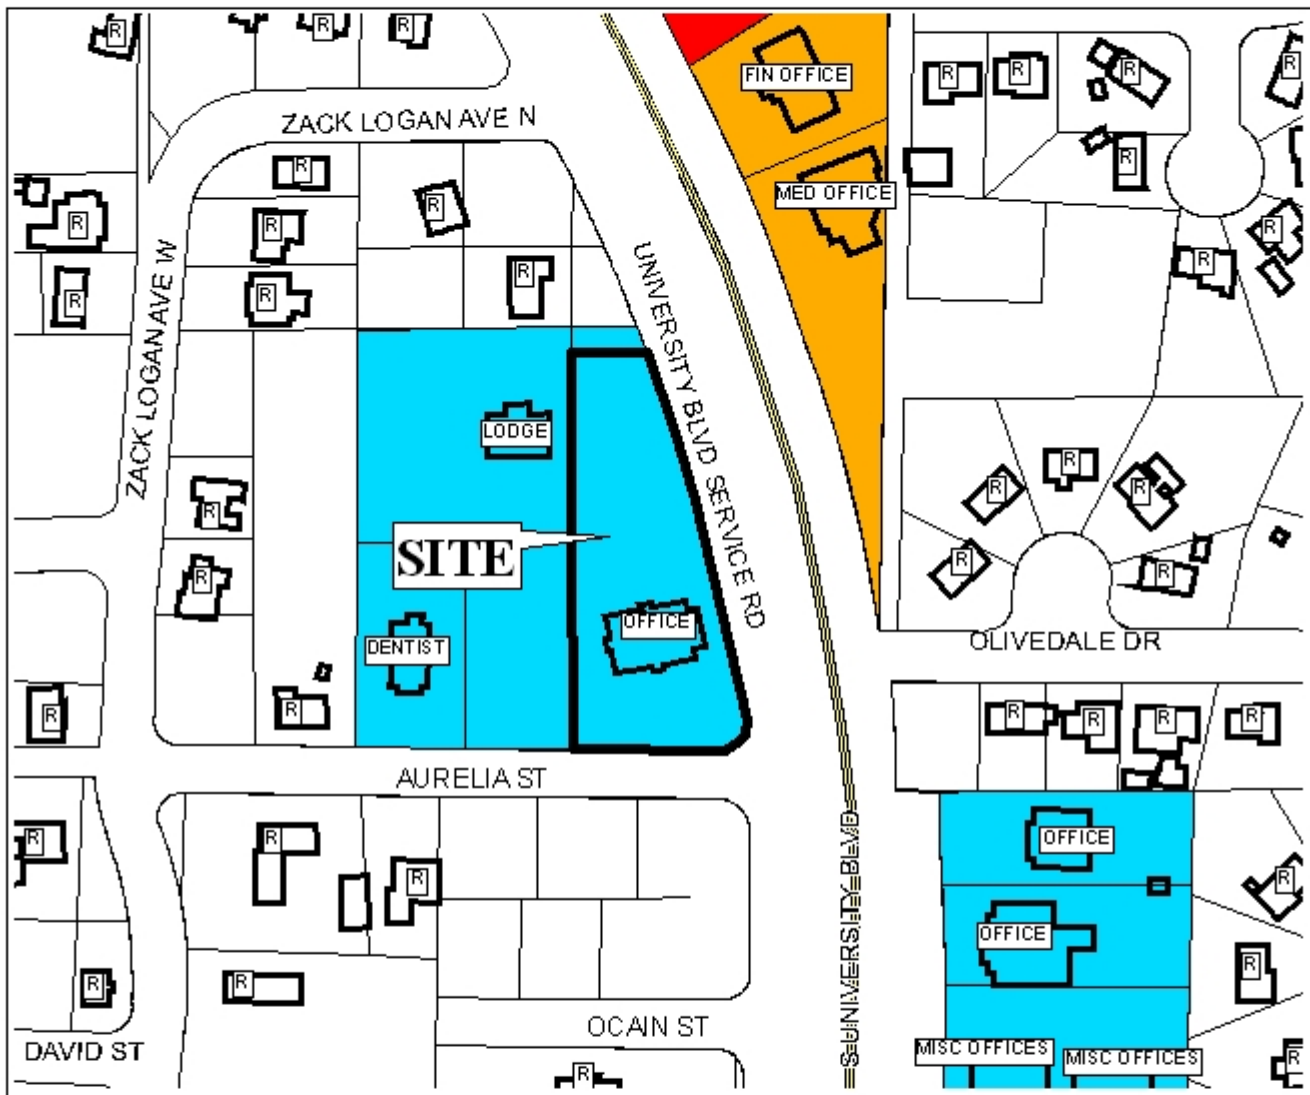 R
R
R
FIN OFFICE
R
R
R
R
ZACK LOGAN AVE N
R
R
MED OFFICE
R
R
R
R
R
R
R
UNIVERSITY BLVD SERVICE RD
ZACK LOGAN AVE W
R
R
R
LODGE
R
R
R
R
SITE
R
R
R
OFFICE
DENTIST
OLIVEDALE DR
R
R
R
R
R
R
AURELIA ST
R
R
OFFICE
R
R
S UNIVERSITY BLVD
OFFICE
R
R
R
OCAIN ST
DAVID ST
MISC OFFICES
MISC OFFICES
R
R